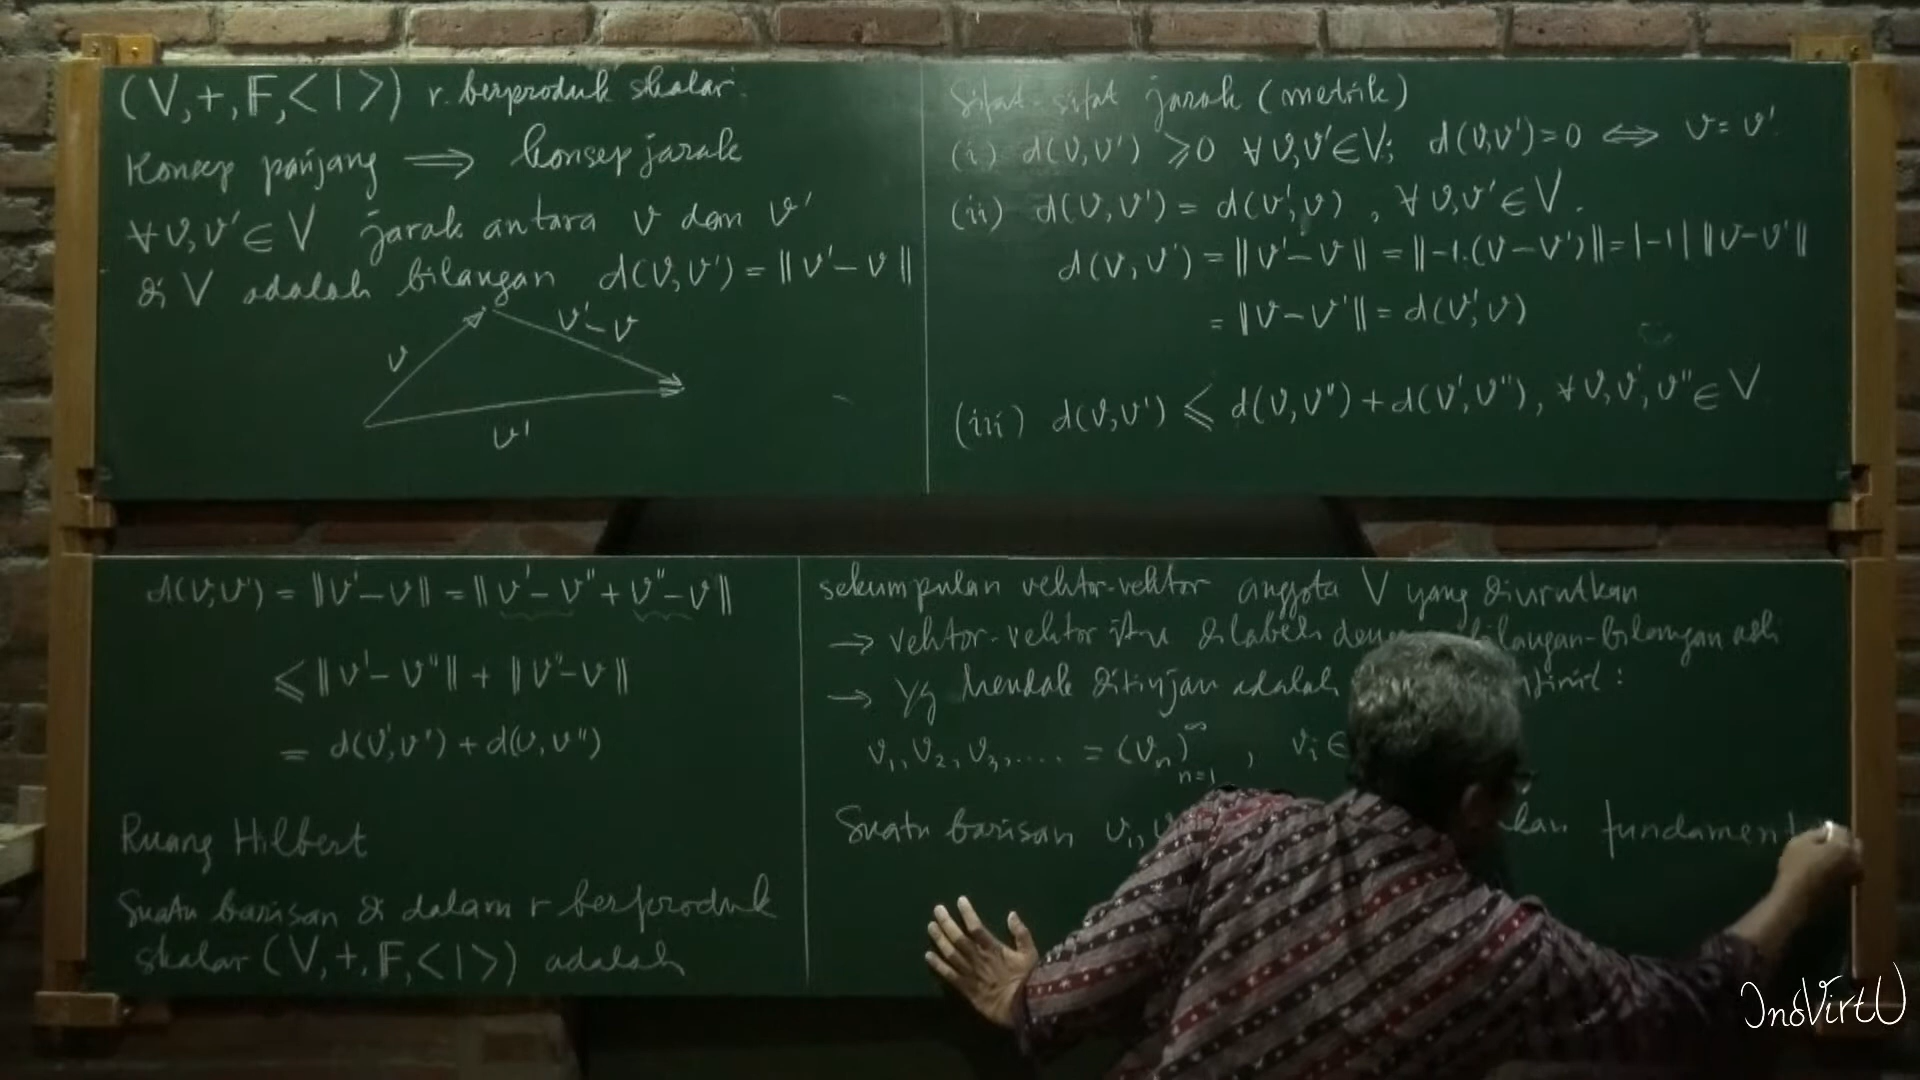 (V,+,F,<|>) r. berproduk skalar.
Konsep panjang ⟹ konsep jarak
∀ v,v' ∈ V jarak antara v dan v'
di V adalah bilangan d(v,v') = ||v'-v||
v'-v
v
v'
Sifat-sifat jarak (metrik)
(i) d(v,v') ⩾ 0 ∀ v,v' ∈ V; d(v,v')=0 ⟺ v = v'.
(ii) d(v,v') = d(v',v), ∀ v,v' ∈ V.
d(v,v') = ||v'-v|| = ||-1.(v-v')|| = |-1| ||v-v'||
= ||v-v'|| = d(v',v)
(iii) d(v,v') ⩽ d(v,v'') + d(v',v''), ∀ v,v',v'' ∈ V
d(v,v') = ||v'-v|| = ||v'-v''+v''-v||
⩽ ||v'-v''|| + ||v''-v||
= d(v',v'') + d(v,v'')
Ruang Hilbert
Suatu barisan di dalam r berproduk
skalar (V,+,F,<|>) adalah
sekumpulan vektor-vektor anggota V yang diurutkan
→ vektor-vektor itu dilabeli bilangan-bilangan asli
→ yg hendak ditinjau adalah
v₁, v₂, v₃, .... = (vₙ)ₙ₌₁^∞, vᵢ ∈
Suatu barisan v₁, fundament
InoVirtU